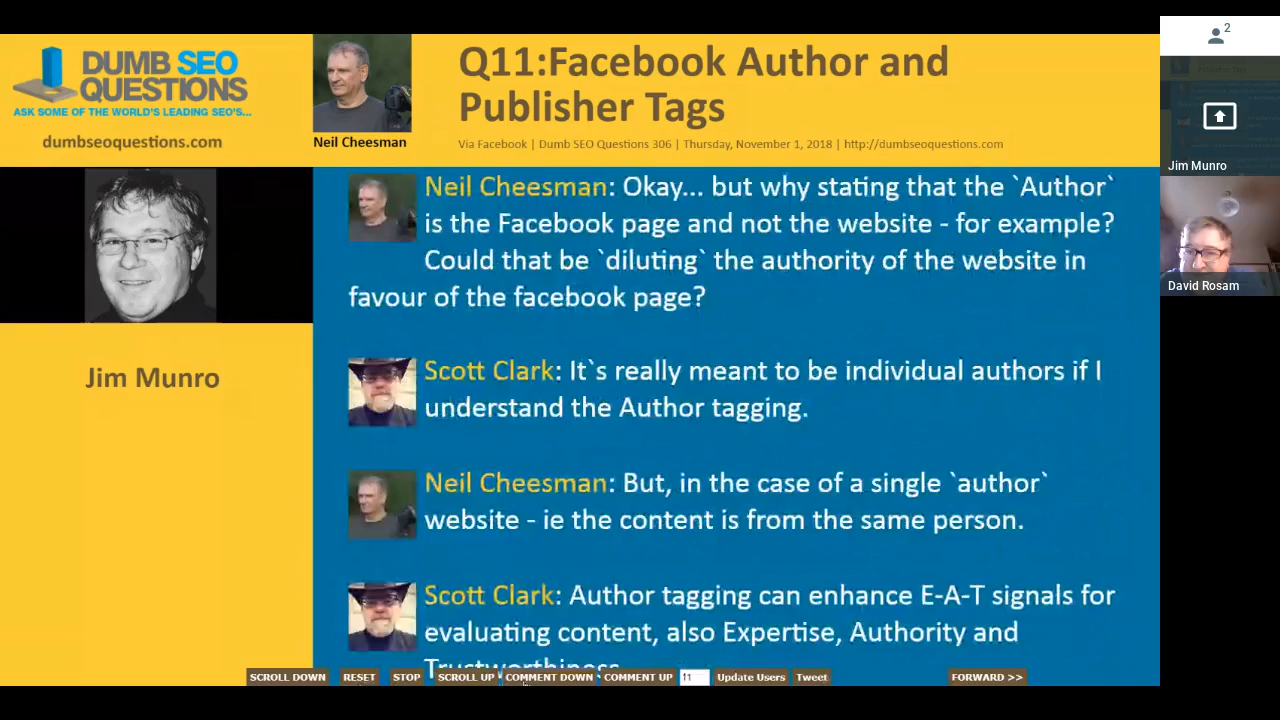 DUMB SEO
QUESTIONS
ASK SOME OF THE WORLD'S LEADING SEO'S...
dumbseoquestions.com
Neil Cheesman
Q11:Facebook Author and
Publisher Tags
Via Facebook | Dumb SEO Questions 306 | Thursday, November 1, 2018 | http://dumbseoquestions.com
2
Jim Munro
David Rosam
Jim Munro
Neil Cheesman: Okay... but why stating that the `Author`
is the Facebook page and not the website - for example?
Could that be `diluting` the authority of the website in
favour of the facebook page?
Scott Clark: It`s really meant to be individual authors if I
understand the Author tagging.
Neil Cheesman: But, in the case of a single `author`
website - ie the content is from the same person.
Scott Clark: Author tagging can enhance E-A-T signals for
evaluating content, also Expertise, Authority and
Trustworthiness.
SCROLL DOWN RESET STOP SCROLL UP COMMENT DOWN COMMENT UP 11 Update Users Tweet FORWARD >>